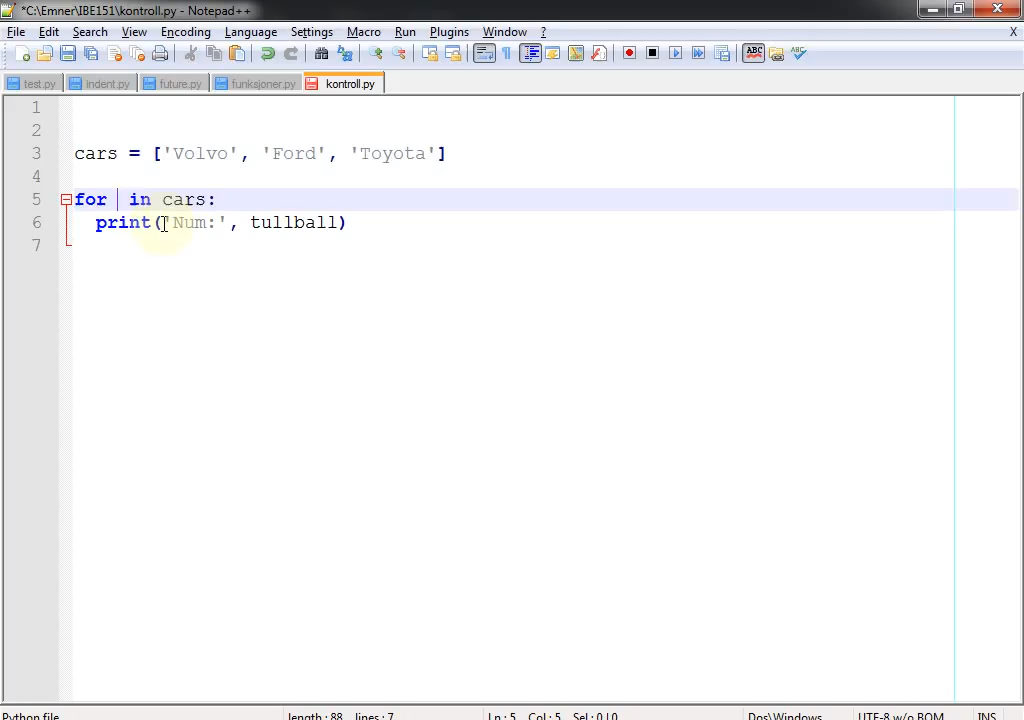 *C:\Emner\IBE151\kontroll.py - Notepad++
File Edit Search View Encoding Language Settings Macro Run Plugins Window ? X
ABC ABC
test.py indent.py future.py funksjoner.py kontroll.py
1
2
3 cars = ['Volvo', 'Ford', 'Toyota']
4
5 for in cars:
6 print('Num:', tullball)
7
Python file length : 88 lines : 7 Ln : 5 Col : 5 Sel : 0 | 0 Dos\Windows UTF-8 w/o BOM INS